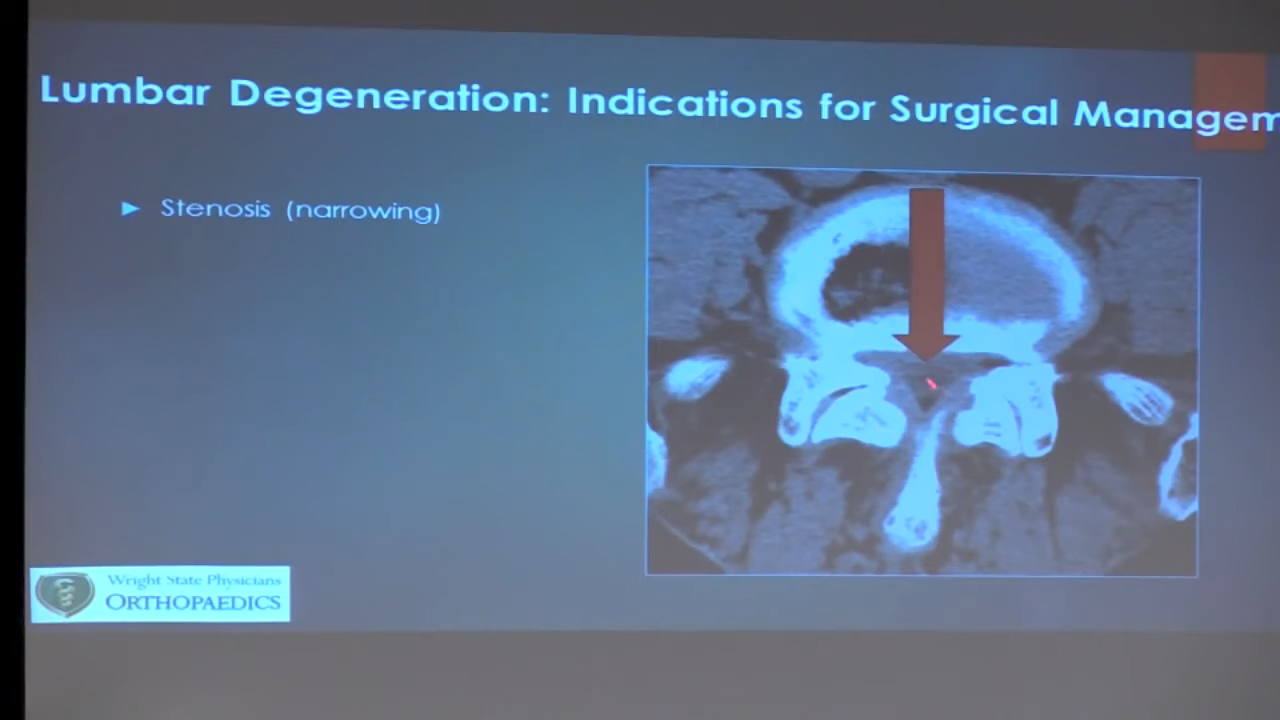 Lumbar Degeneration: Indications for Surgical Managem
Stenosis (narrowing)
Wright State Physicians
ORTHOPAEDICS